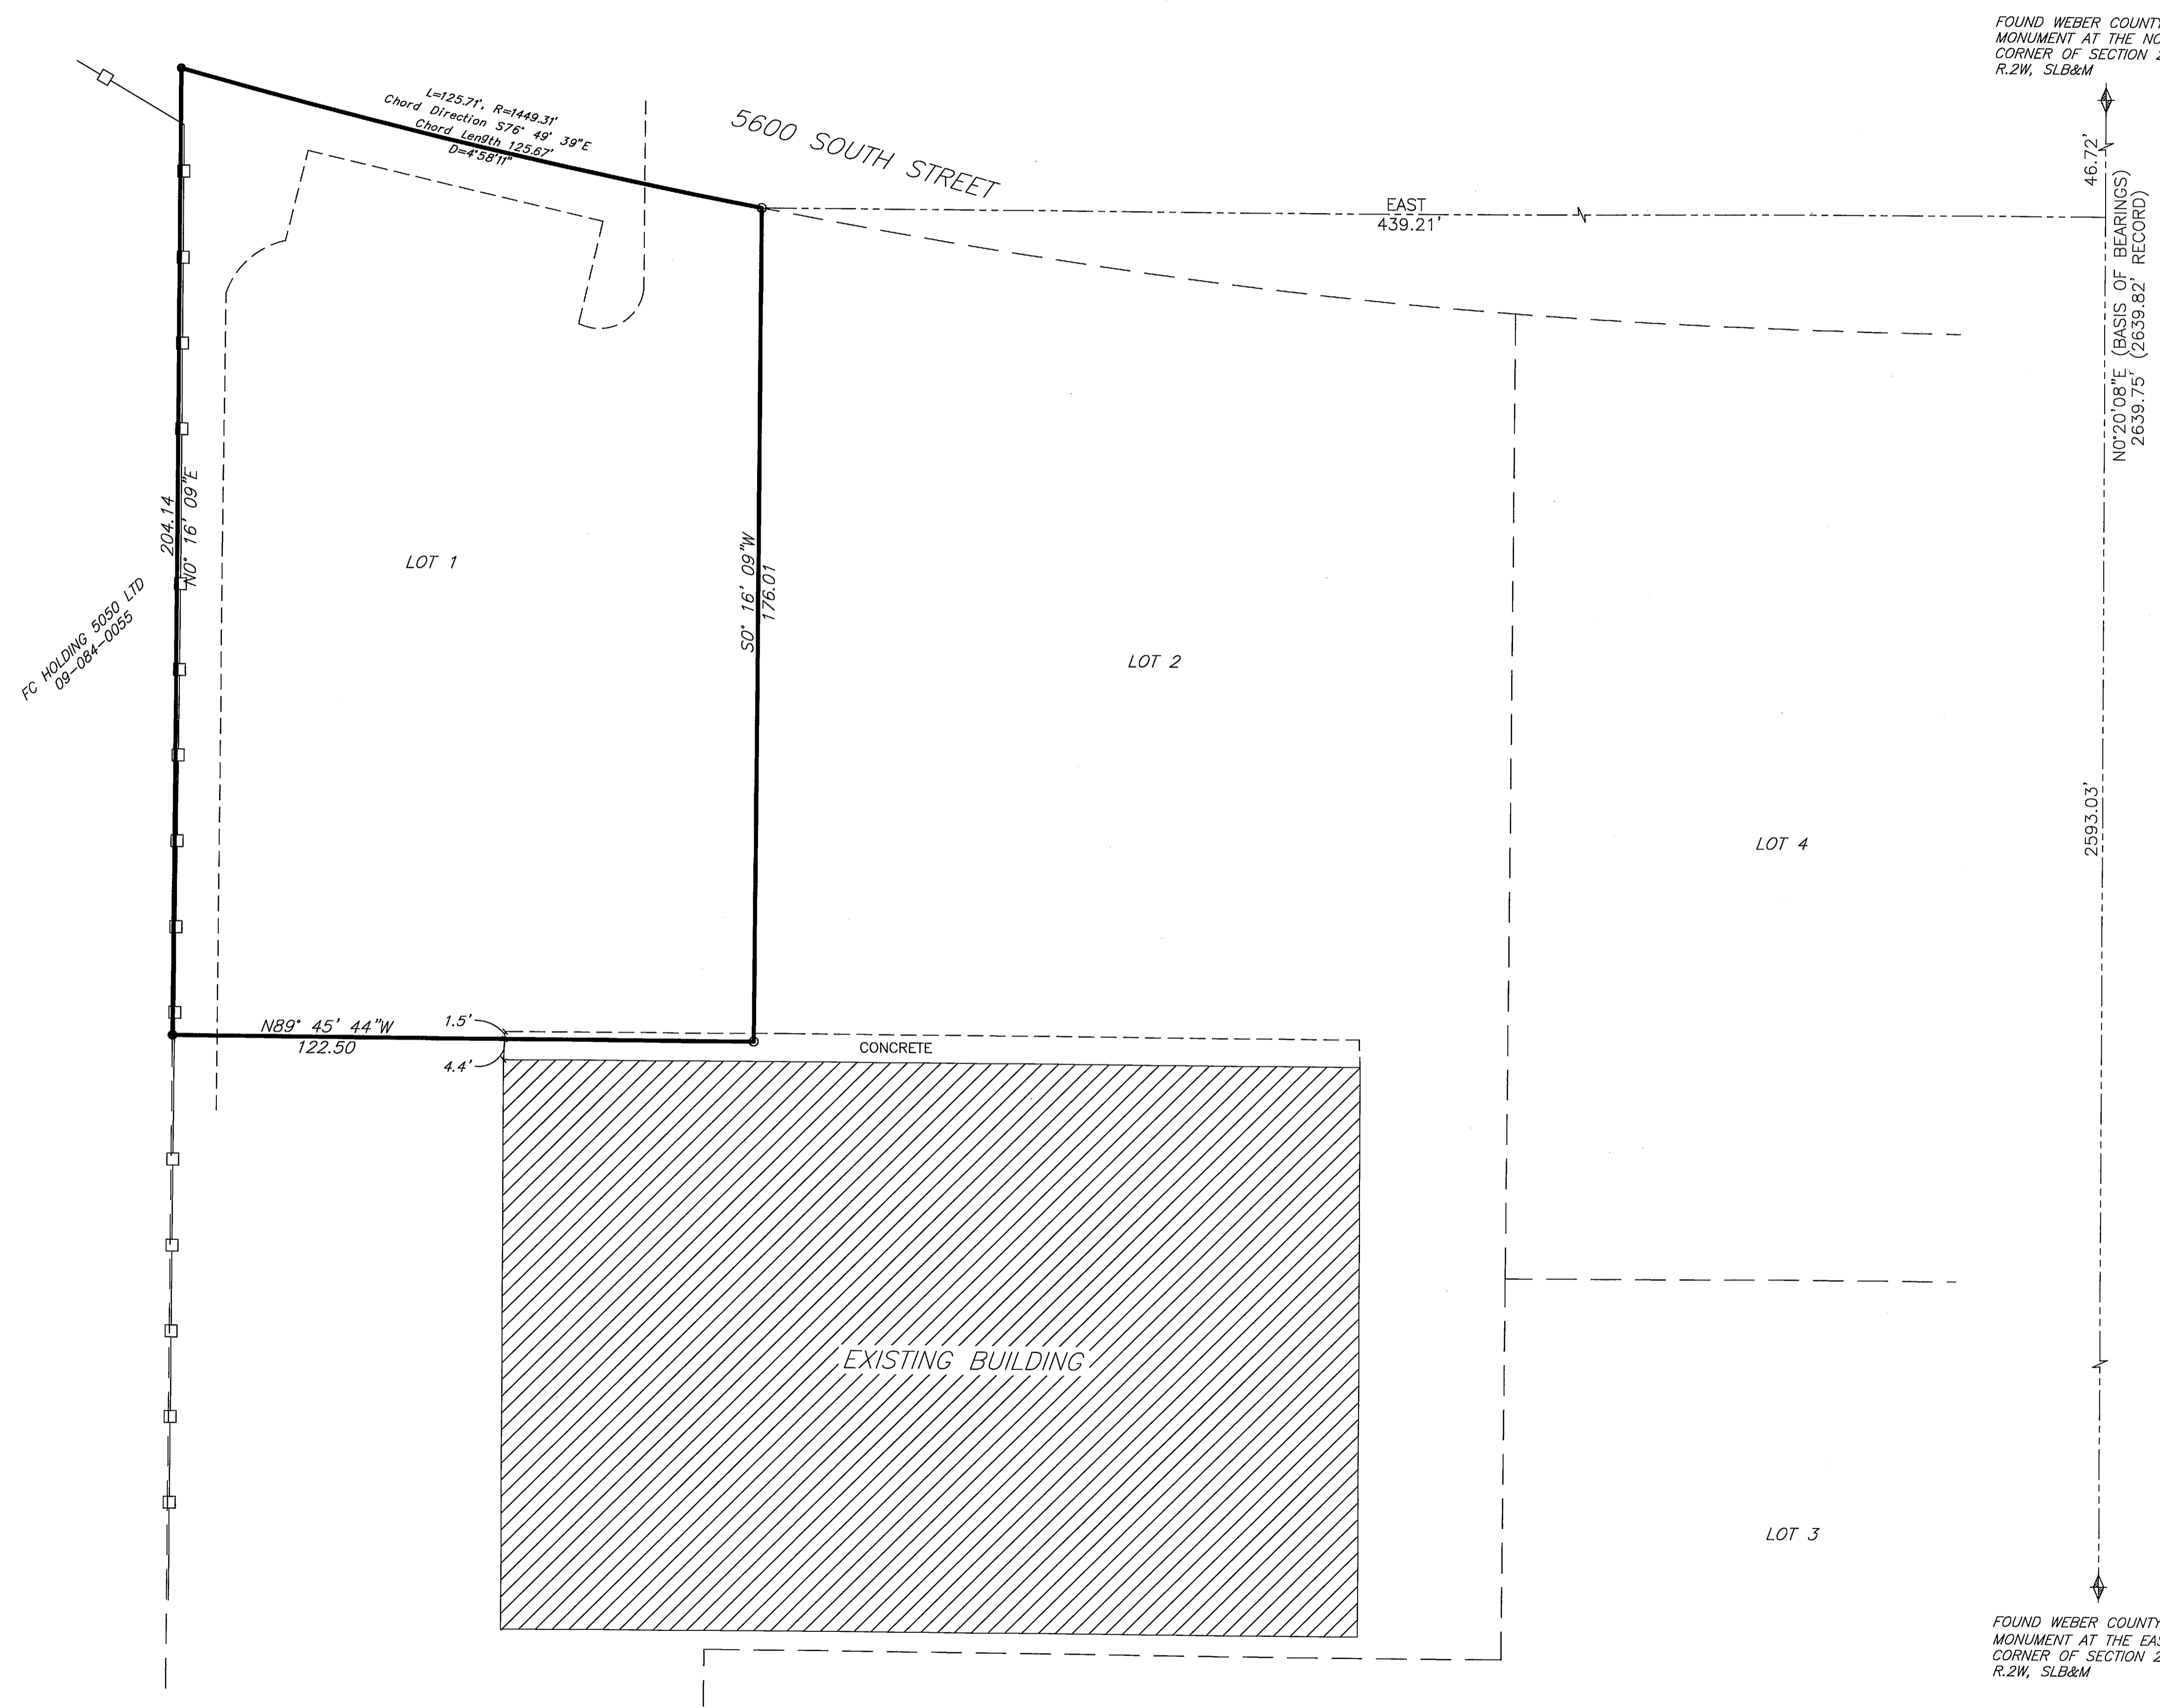 FOUND WEBER COUNTY
MONUMENT AT THE
CORNER OF SECTION
R.2W, SLB&M
L=125.71', R=1449.31'
Chord Direction S76° 49' 39"E
Chord Length 125.67'
D=4°58'11"
5600 SOUTH STREET
EAST
439.21'
46.72'
N0°20'08"E (BASIS OF BEARINGS)
2639.75' (2639.82' RECORD)
204.14
N0° 16' 09"E
LOT 1
S0° 16' 09"W
176.01
FC HOLDING 5050 LTD
09-084-0055
LOT 2
LOT 4
2593.03'
N89° 45' 44"W
122.50
1.5'
4.4'
CONCRETE
EXISTING BUILDING
LOT 3
FOUND WEBER COUNTY
MONUMENT AT THE
CORNER OF SECTION
R.2W, SLB&M